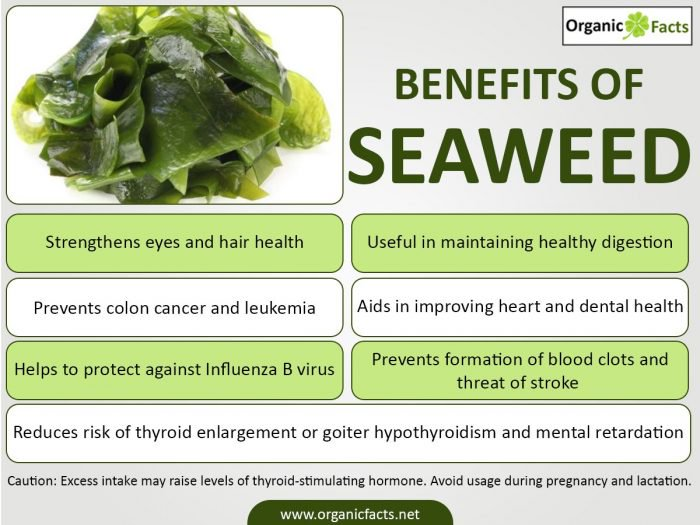 Organic Facts
BENEFITS OF
SEAWEED
Strengthens eyes and hair health
Useful in maintaining healthy digestion
Prevents colon cancer and leukemia
Aids in improving heart and dental health
Helps to protect against Influenza B virus
Prevents formation of blood clots and
threat of stroke
Reduces risk of thyroid enlargement or goiter hypothyroidism and mental retardation
Caution: Excess intake may raise levels of thyroid-stimulating hormone. Avoid usage during pregnancy and lactation.
www.organicfacts.net